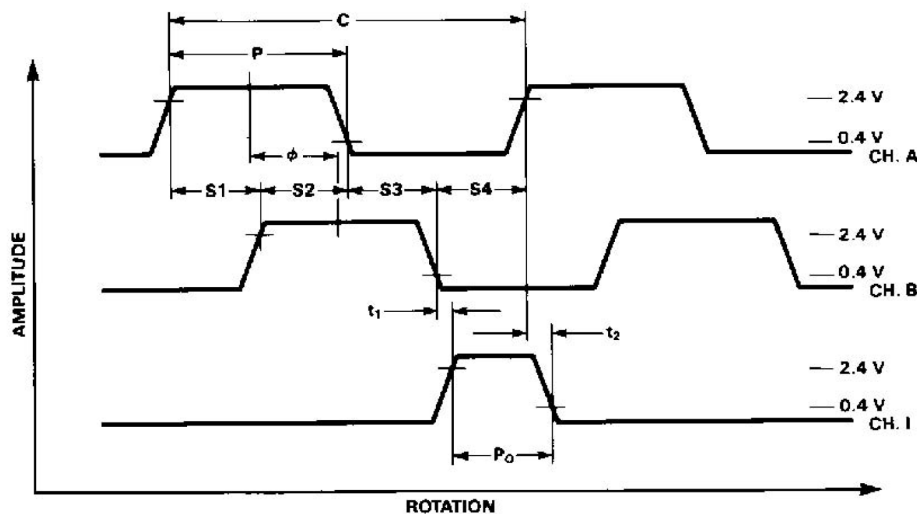 C
P
2.4 V
0.4 V
CH. A
ϕ
S1 S2 S3 S4
2.4 V
0.4 V
CH. B
t1
t2
2.4 V
0.4 V
CH. I
PO
AMPLITUDE
ROTATION